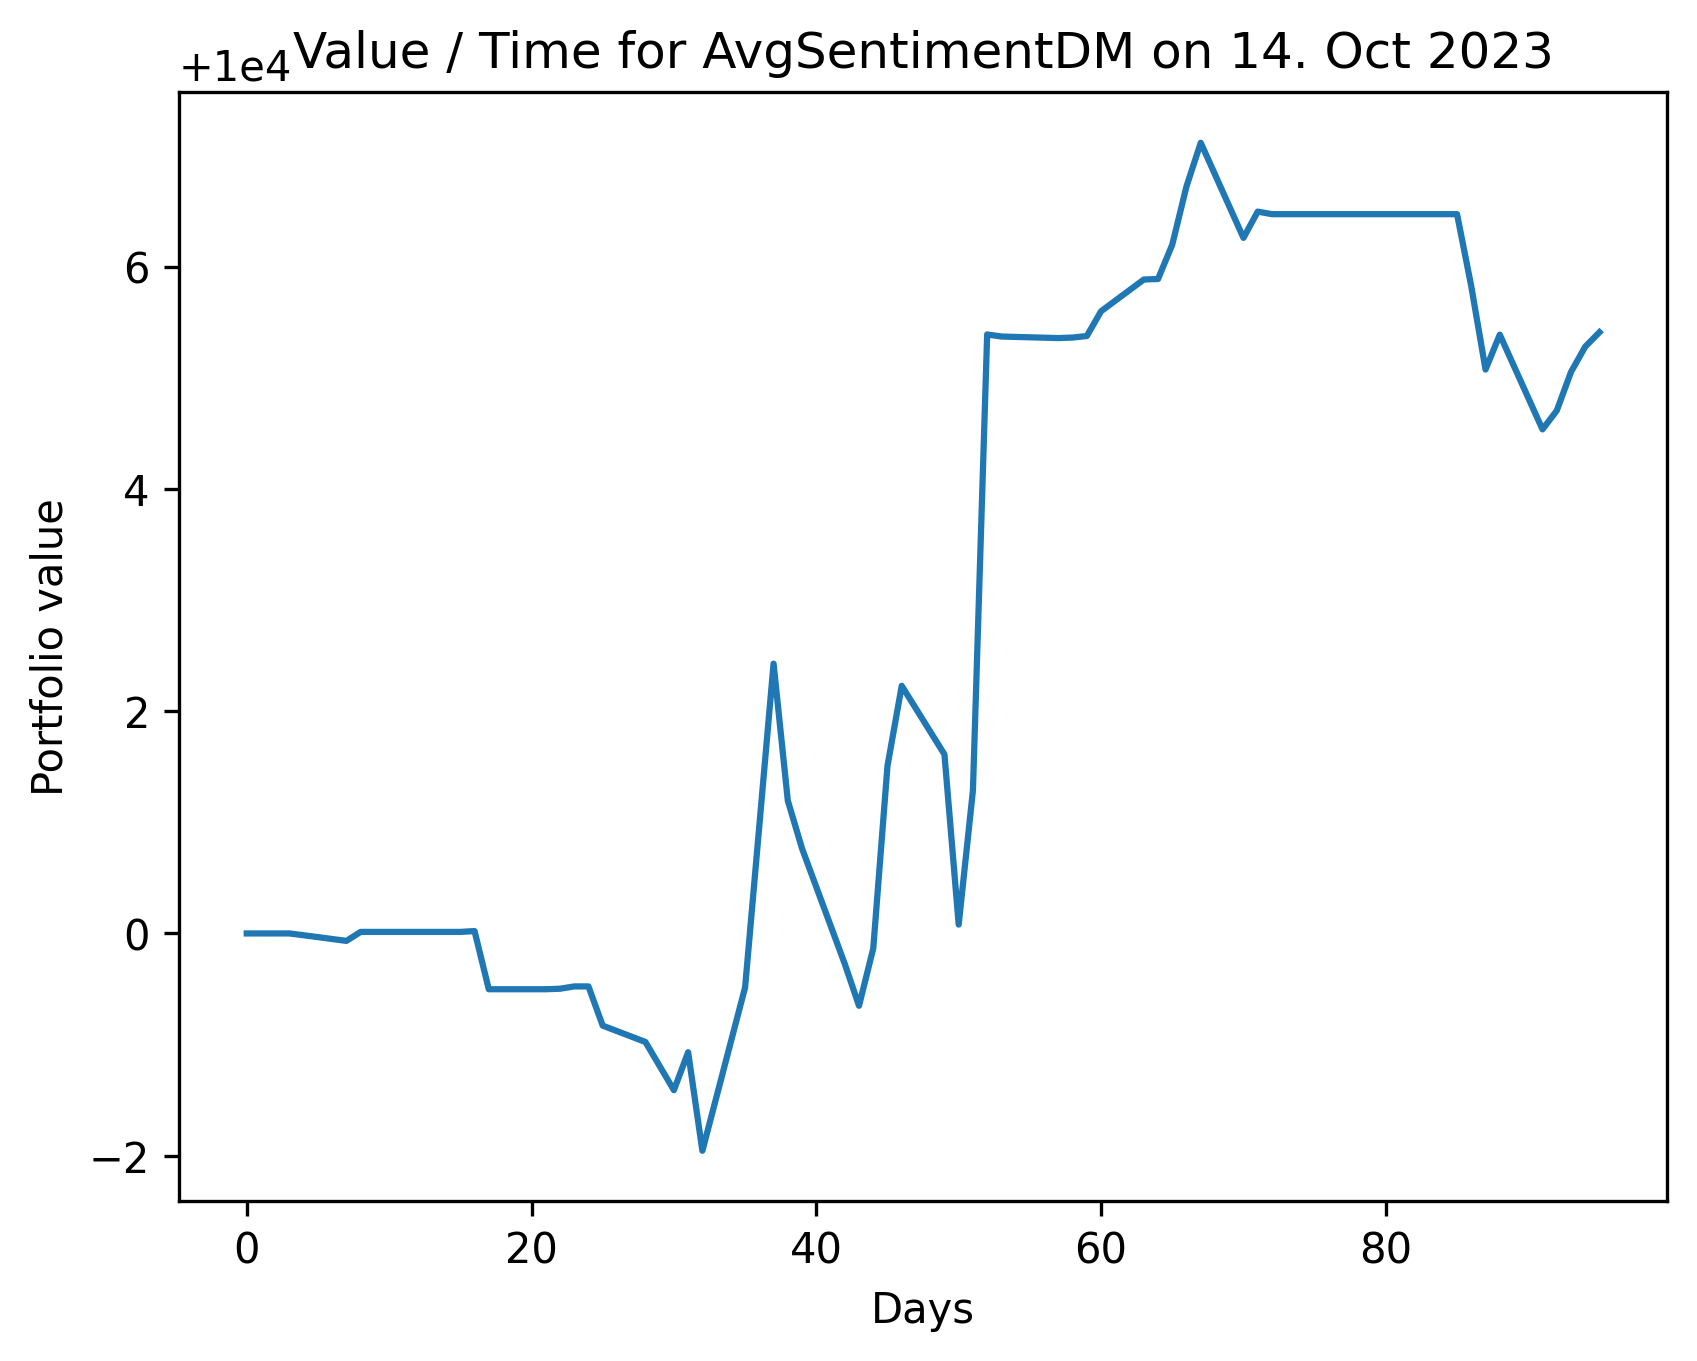 Value / Time for AvgSentimentDM on 14. Oct 2023
+1e4
6
4
2
0
−2
Portfolio value
0 20 40 60 80
Days